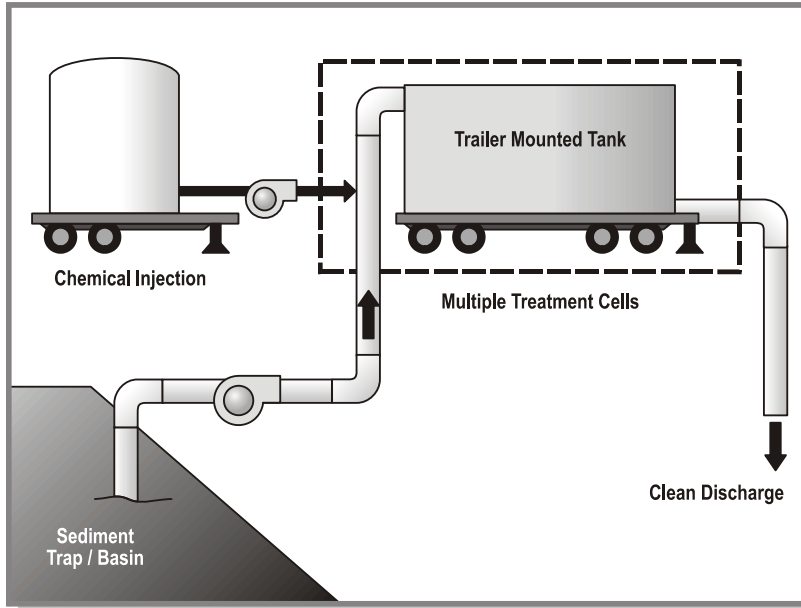 Trailer Mounted Tank
Chemical Injection
Multiple Treatment Cells
Clean Discharge
Sediment
Trap / Basin